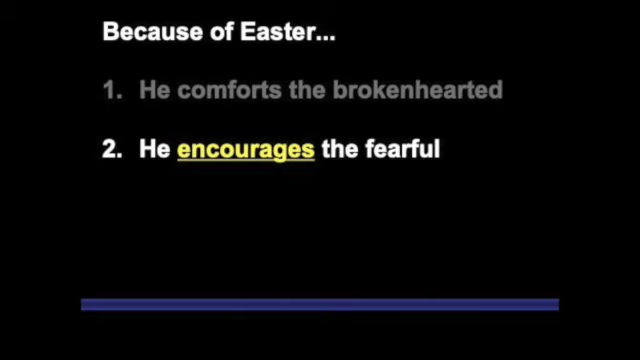 Because of Easter...
1. He comforts the brokenhearted
2. He encourages the fearful